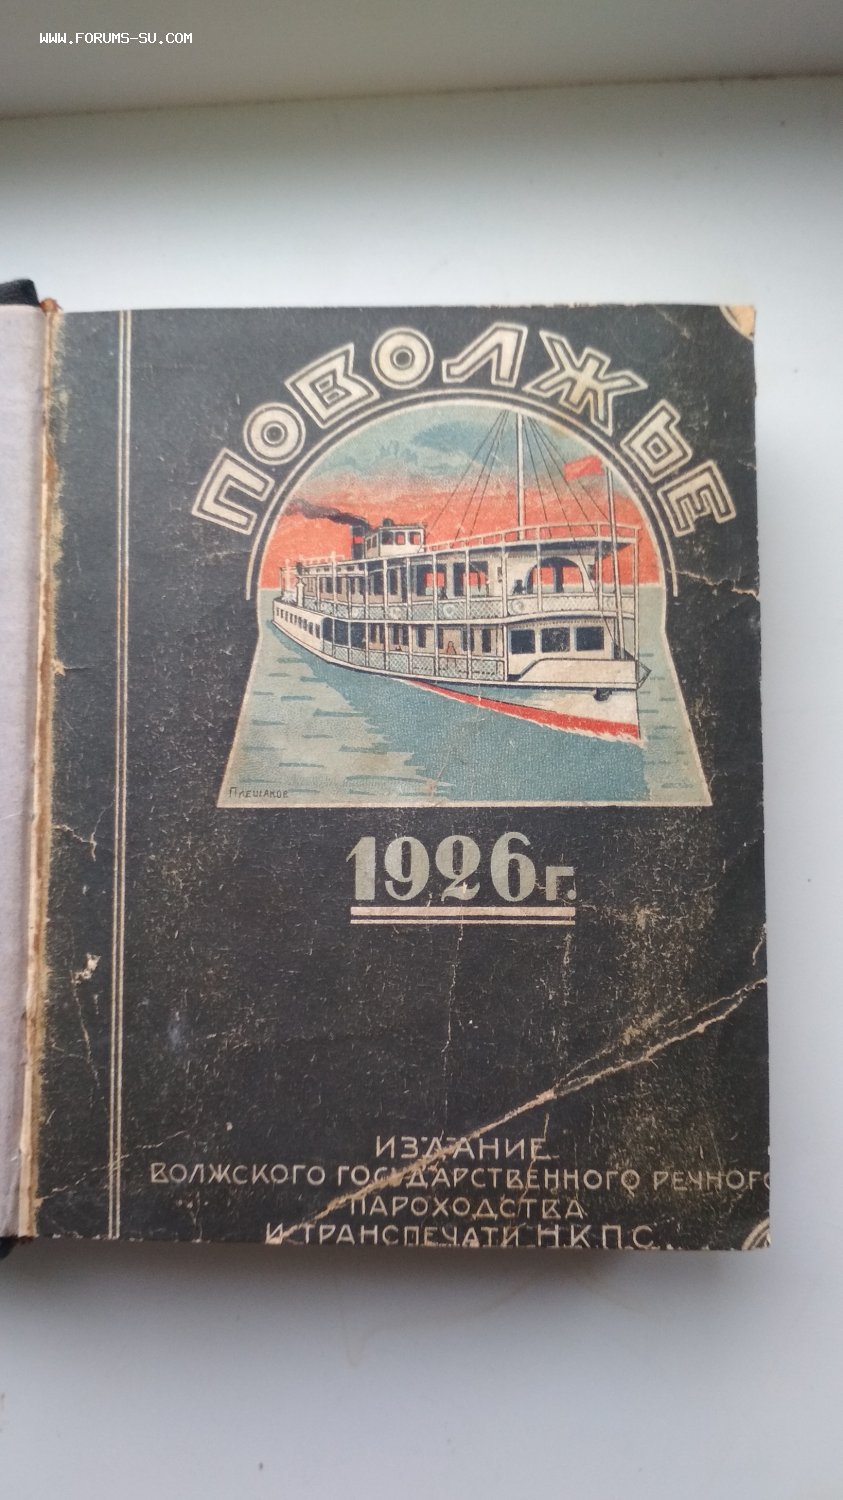 WWW.FORUMS-SU.COM
ПОВОЛЖЬЕ
Плешаков
1926г.
ИЗДАНИЕ
ВОЛЖСКОГО ГОСУДАРСТВЕННОГО РЕЧНОГО
ПАРОХОДСТВА
И ТРАНСПЕЧАТИ Н.К.П.С.